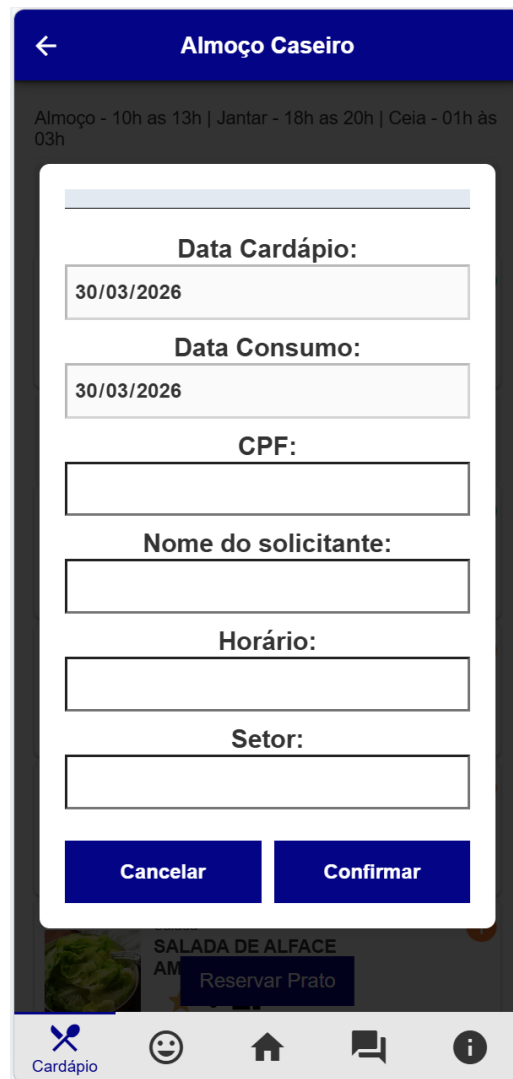 Almoço Caseiro
Almoço - 10h as 13h | Jantar - 18h as 20h | Ceia - 01h às
03h
Data Cardápio:
30/03/2026
Data Consumo:
30/03/2026
CPF:
Nome do solicitante:
Horário:
Setor:
Cancelar
Confirmar
SALADA DE ALFACE
AM
Reservar Prato
Cardápio